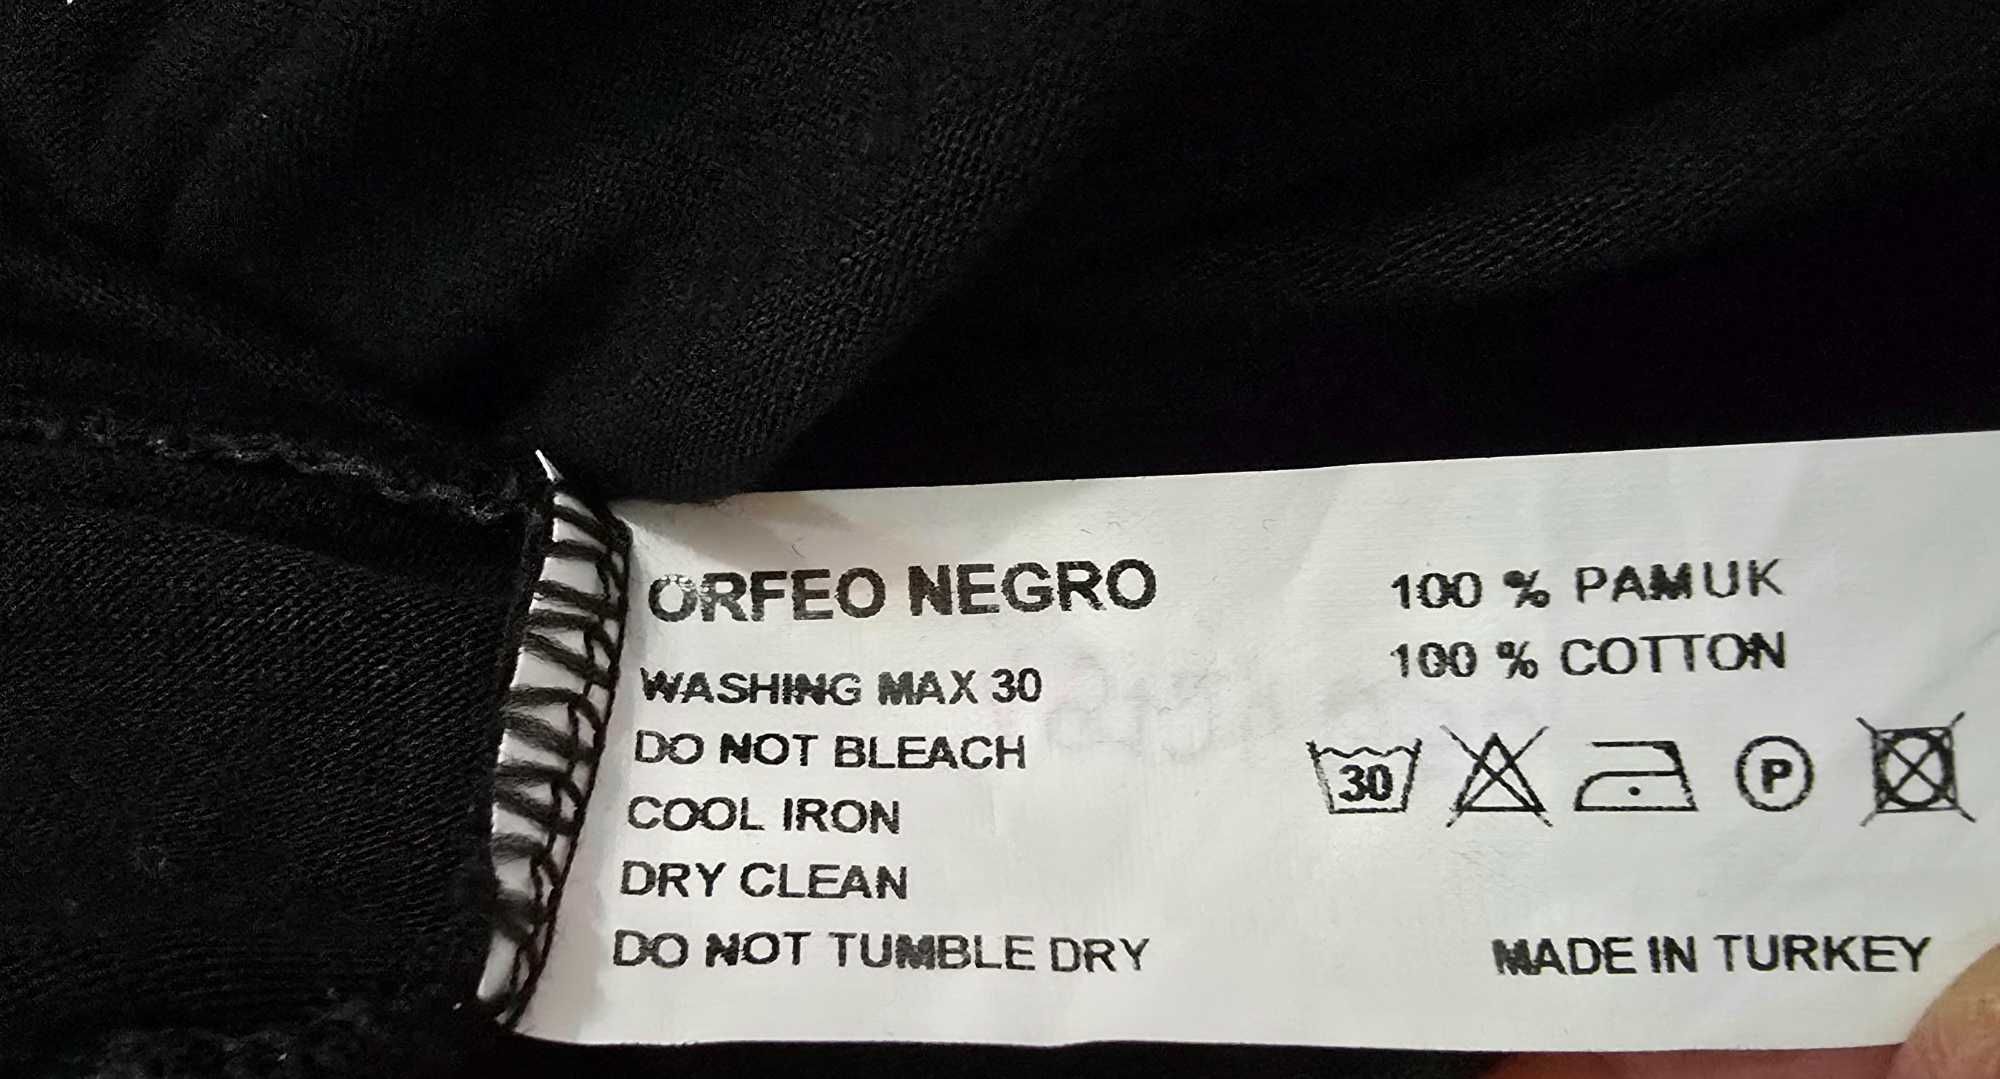 ORFEO NEGRO
WASHING MAX 30
DO NOT BLEACH
COOL IRON
DRY CLEAN
DO NOT TUMBLE DRY
100 % PAMUK
100 % COTTON
30
P
MADE IN TURKEY